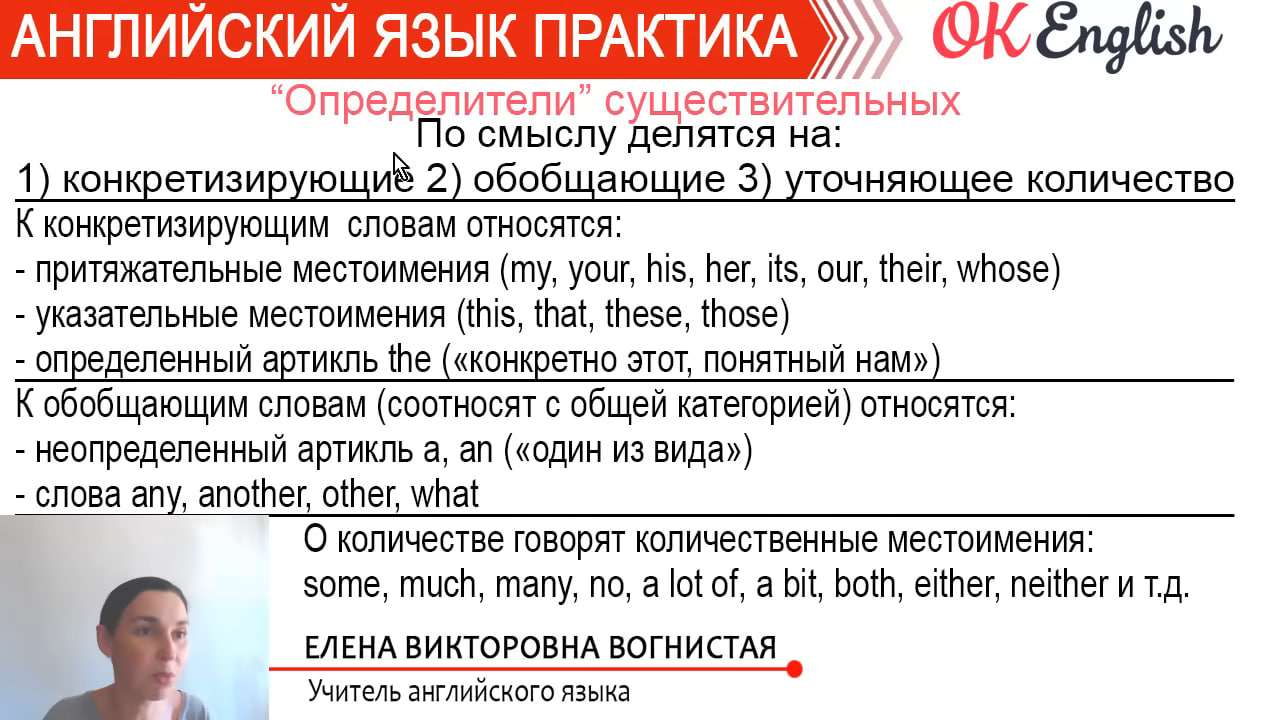 АНГЛИЙСКИЙ ЯЗЫК ПРАКТИКА
OK English
“Определители” существительных
По смыслу делятся на:
1) конкретизирующие 2) обобщающие 3) уточняющее количество
К конкретизирующим словам относятся:
- притяжательные местоимения (my, your, his, her, its, our, their, whose)
- указательные местоимения (this, that, these, those)
- определенный артикль the («конкретно этот, понятный нам»)
К обобщающим словам (соотносят с общей категорией) относятся:
- неопределенный артикль a, an («один из вида»)
- слова any, another, other, what
О количестве говорят количественные местоимения:
some, much, many, no, a lot of, a bit, both, either, neither и т.д.
ЕЛЕНА ВИКТОРОВНА ВОГНИСТАЯ
Учитель английского языка